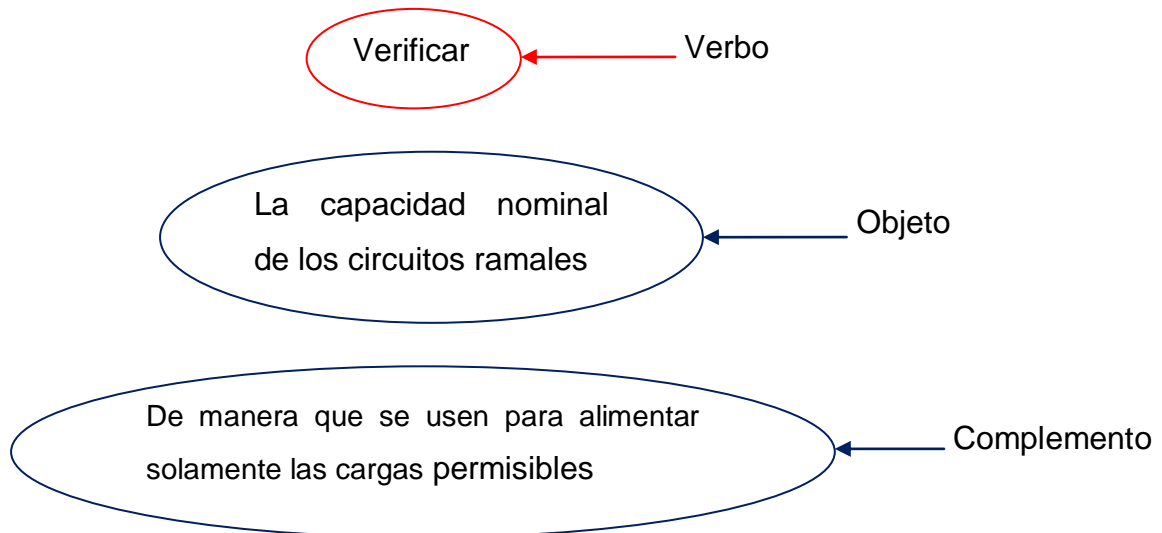 Verificar
Verbo
La capacidad nominal
de los circuitos ramales
Objeto
De manera que se usen para alimentar
solamente las cargas permisibles
Complemento